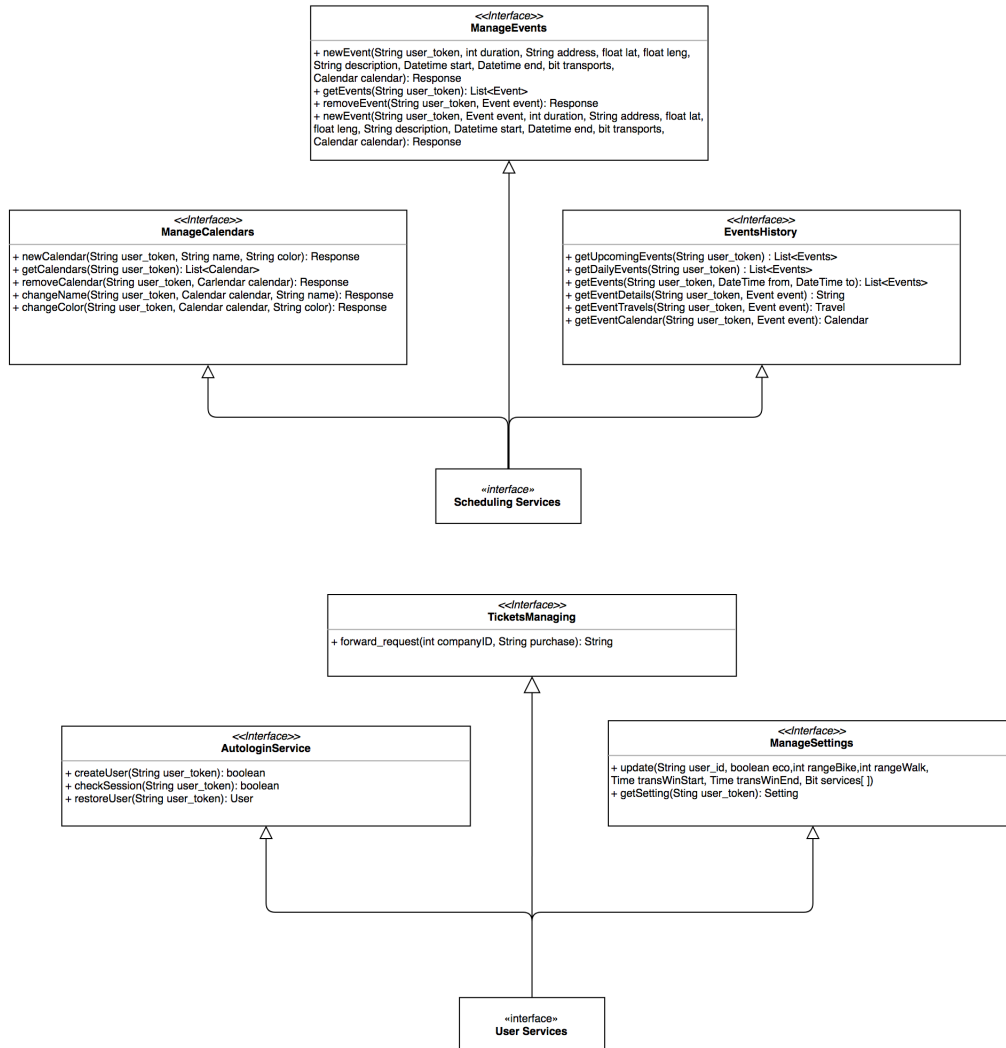 <<Interface>>
ManageEvents
+ newEvent(String user_token, int duration, String address, float lat, float leng,
String description, Datetime start, Datetime end, bit transports,
Calendar calendar): Response
+ getEvents(String user_token): List<Event>
+ removeEvent(String user_token, Event event): Response
+ newEvent(String user_token, Event event, int duration, String address, float lat,
float leng, String description, Datetime start, Datetime end, bit transports,
Calendar calendar): Response
<<Interface>>
ManageCalendars
+ newCalendar(String user_token, String name, String color): Response
+ getCalendars(String user_token): List<Calendar>
+ removeCalendar(String user_token, Carlendar calendar): Response
+ changeName(String user_token, Calendar calendar, String name): Response
+ changeColor(String user_token, Calendar calendar, String color): Response
<<Interface>>
EventsHistory
+ getUpcomingEvents(String user_token) : List<Events>
+ getDailyEvents(String user_token) : List<Events>
+ getEvents(String user_token, DateTime from, DateTime to): List<Events>
+ getEventDetails(String user_token, Event event) : String
+ getEventTravels(String user_token, Event event): Travel
+ getEventCalendar(String user_token, Event event): Calendar
«interface»
Scheduling Services
<<Interface>>
TicketsManaging
+ forward_request(int companyID, String purchase): String
<<Interface>>
AutologinService
+ createUser(String user_token): boolean
+ checkSession(String user_token): boolean
+ restoreUser(String user_token): User
<<Interface>>
ManageSettings
+ update(String user_id, boolean eco,int rangeBike,int rangeWalk,
Time transWinStart, Time transWinEnd, Bit services[ ])
+ getSetting(Sting user_token): Setting
«interface»
User Services